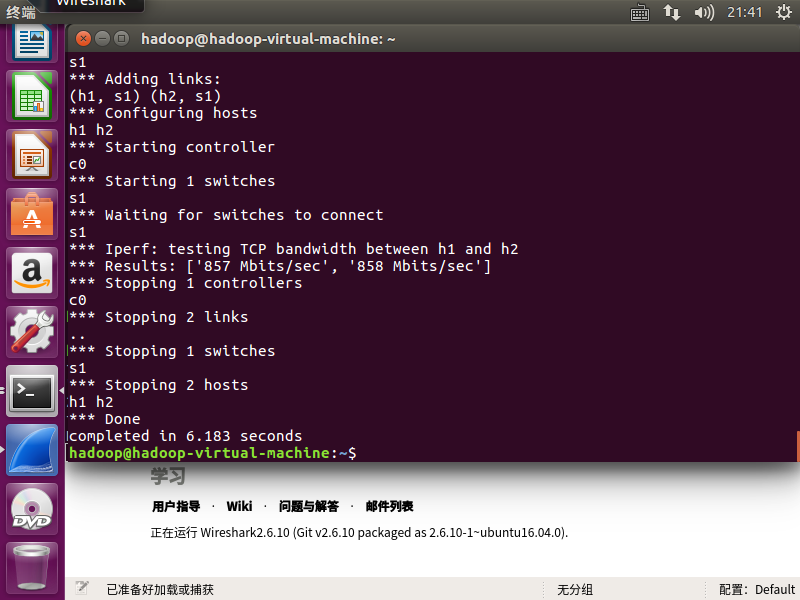 终端
Wireshark
21:41
hadoop@hadoop-virtual-machine: ~
s1
*** Adding links:
(h1, s1) (h2, s1)
*** Configuring hosts
h1 h2
*** Starting controller
c0
*** Starting 1 switches
s1
*** Waiting for switches to connect
s1
*** Iperf: testing TCP bandwidth between h1 and h2
*** Results: ['857 Mbits/sec', '858 Mbits/sec']
*** Stopping 1 controllers
c0
*** Stopping 2 links
..
*** Stopping 1 switches
s1
*** Stopping 2 hosts
h1 h2
*** Done
completed in 6.183 seconds
hadoop@hadoop-virtual-machine:~$
学习
用户指导 · Wiki · 问题与解答 · 邮件列表
正在运行 Wireshark2.6.10 (Git v2.6.10 packaged as 2.6.10-1~ubuntu16.04.0).
已准备好加载或捕获 无分组 配置：Default
A
a
>_
DVD